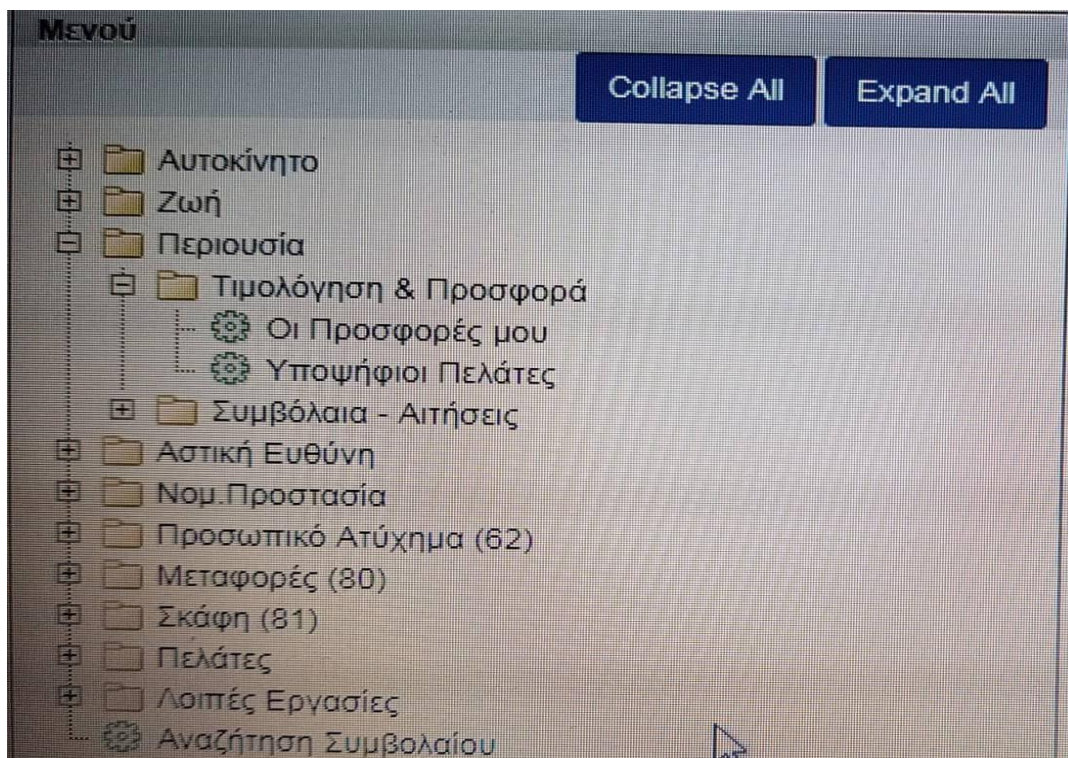 Μενού
Collapse All Expand All
Αυτοκίνητο
Ζωή
Περιουσία
Τιμολόγηση & Προσφορά
Οι Προσφορές μου
Υποψήφιοι Πελάτες
Συμβόλαια - Αιτήσεις
Αστική Ευθύνη
Νομ.Προστασία
Προσωπικό Ατύχημα (62)
Μεταφορές (80)
Σκάφη (81)
Πελάτες
Λοιπές Εργασίες
Αναζήτηση Συμβολαίου